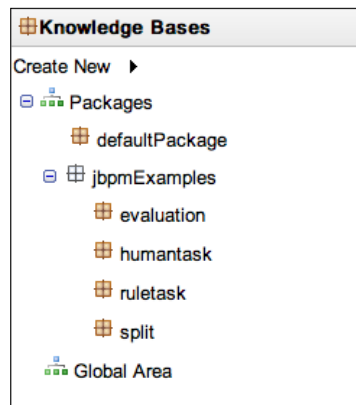 Knowledge Bases
Create New
Packages
defaultPackage
jbpmExamples
evaluation
humantask
ruletask
split
Global Area